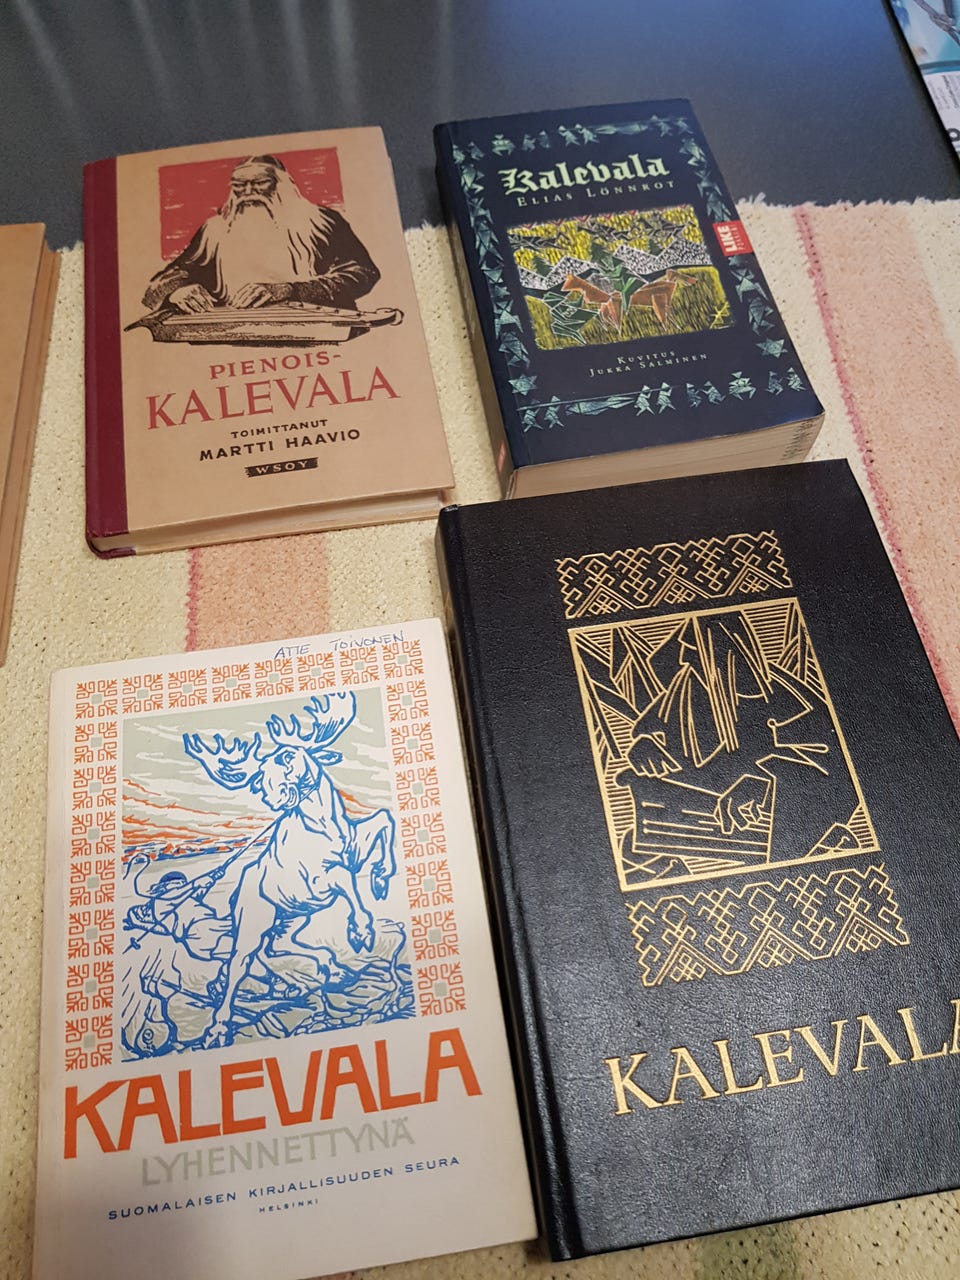 PIENOIS-
KALEVALA
TOIMITTANUT
MARTTI HAAVIO
WSOY
Kalevala
ELIAS LÖNNROT
LIKE
KUVITUS
JUKKA SALMINEN
ATTE TOIVONEN
KALEVALA
LYHENNETTYNÄ
SUOMALAISEN KIRJALLISUUDEN SEURA
HELSINKI
KALEVALA